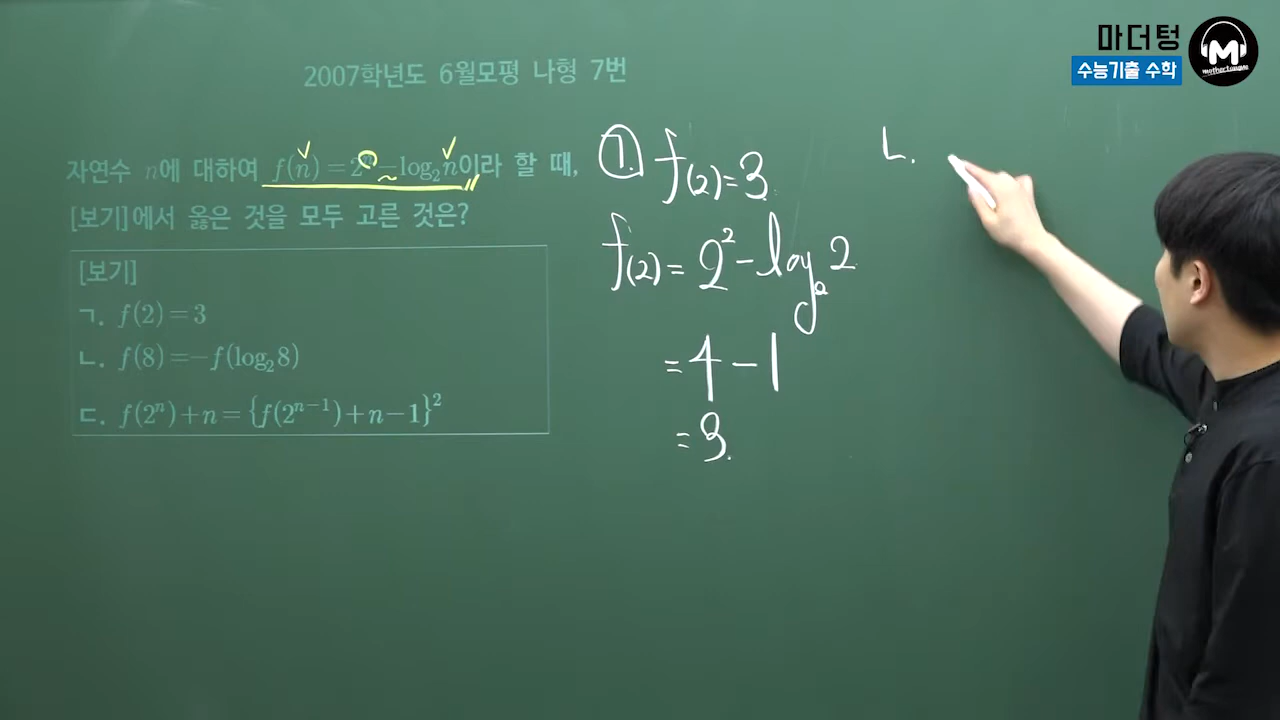 마더텅
수능기출 수학
mothertongue
2007학년도 6월모평 나형 7번
자연수 n에 대하여 f(n)=2ⁿ-log₂n이라 할 때,
[보기]에서 옳은 것을 모두 고른 것은?
[보기]
ㄱ. f(2)=3
ㄴ. f(8)=-f(log₂8)
ㄷ. f(2ⁿ)+n={f(2ⁿ⁻¹)+n-1}²
ㄱ. f(2)=3.
f(2)=2²-log₂2
=4-1
=3.
ㄴ.